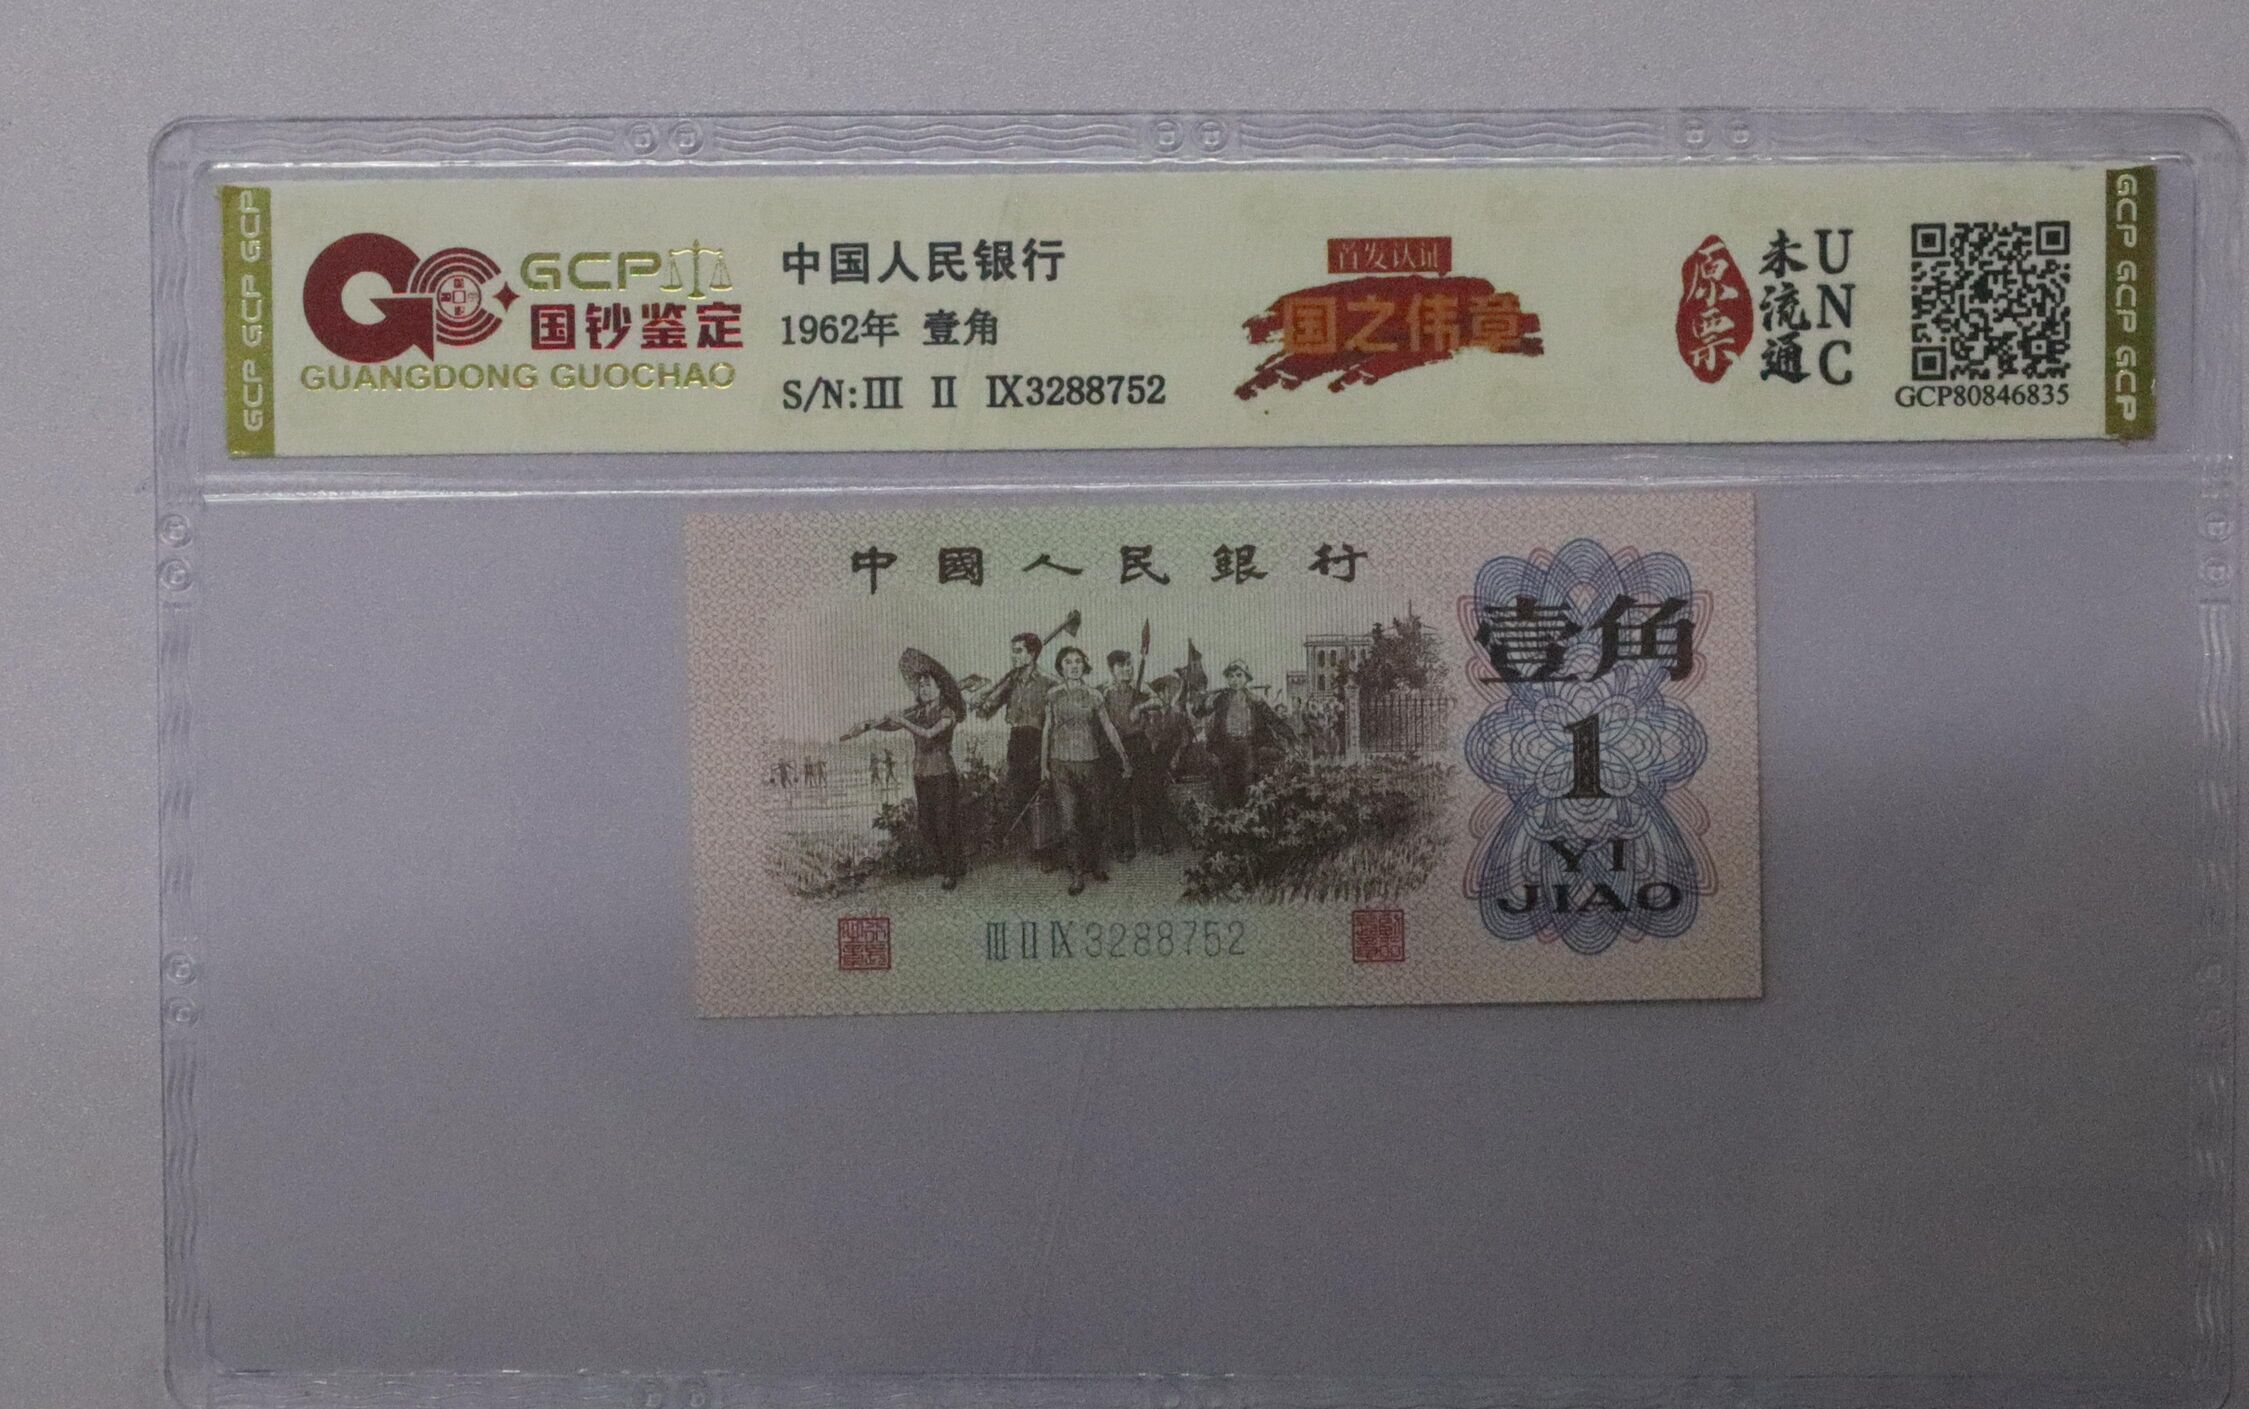 GCP GCP GCP
GCP
国钞鉴定
GUANGDONG GUOCHAO
中国人民银行
1962年 壹角
S/N:Ⅲ Ⅱ Ⅸ3288752
首发认证
国之伟章
原票
未流通
UNC
GCP80846835
GCP GCP GCP
中國人民銀行
壹角
1
YI
JIAO
Ⅲ Ⅱ Ⅸ 3288752